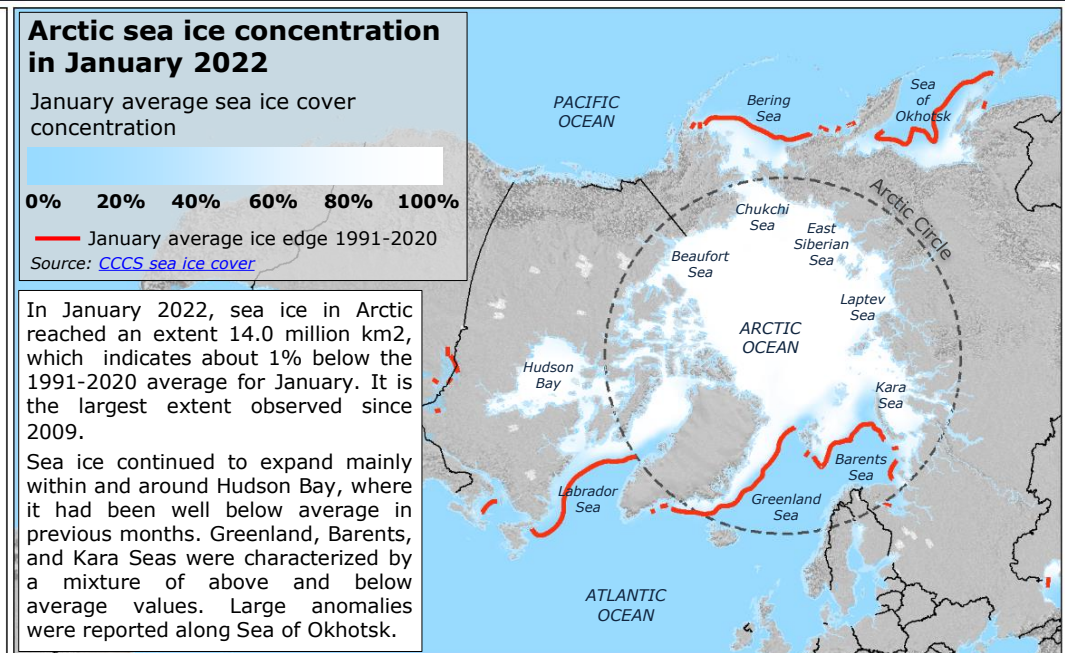 Arctic sea ice concentration
in January 2022
January average sea ice cover
concentration
0% 20% 40% 60% 80% 100%
January average ice edge 1991-2020
Source: CCCS sea ice cover
In January 2022, sea ice in Arctic
reached an extent 14.0 million km2,
which indicates about 1% below the
1991-2020 average for January. It is
the largest extent observed since
2009.
Sea ice continued to expand mainly
within and around Hudson Bay, where
it had been well below average in
previous months. Greenland, Barents,
and Kara Seas were characterized by
a mixture of above and below
average values. Large anomalies
were reported along Sea of Okhotsk.
PACIFIC
OCEAN
Bering
Sea
Sea
of
Okhotsk
Arctic Circle
Chukchi
Sea
East
Siberian
Sea
Beaufort
Sea
Laptev
Sea
ARCTIC
OCEAN
Hudson
Bay
Kara
Sea
Barents
Sea
Labrador
Sea
Greenland
Sea
ATLANTIC
OCEAN